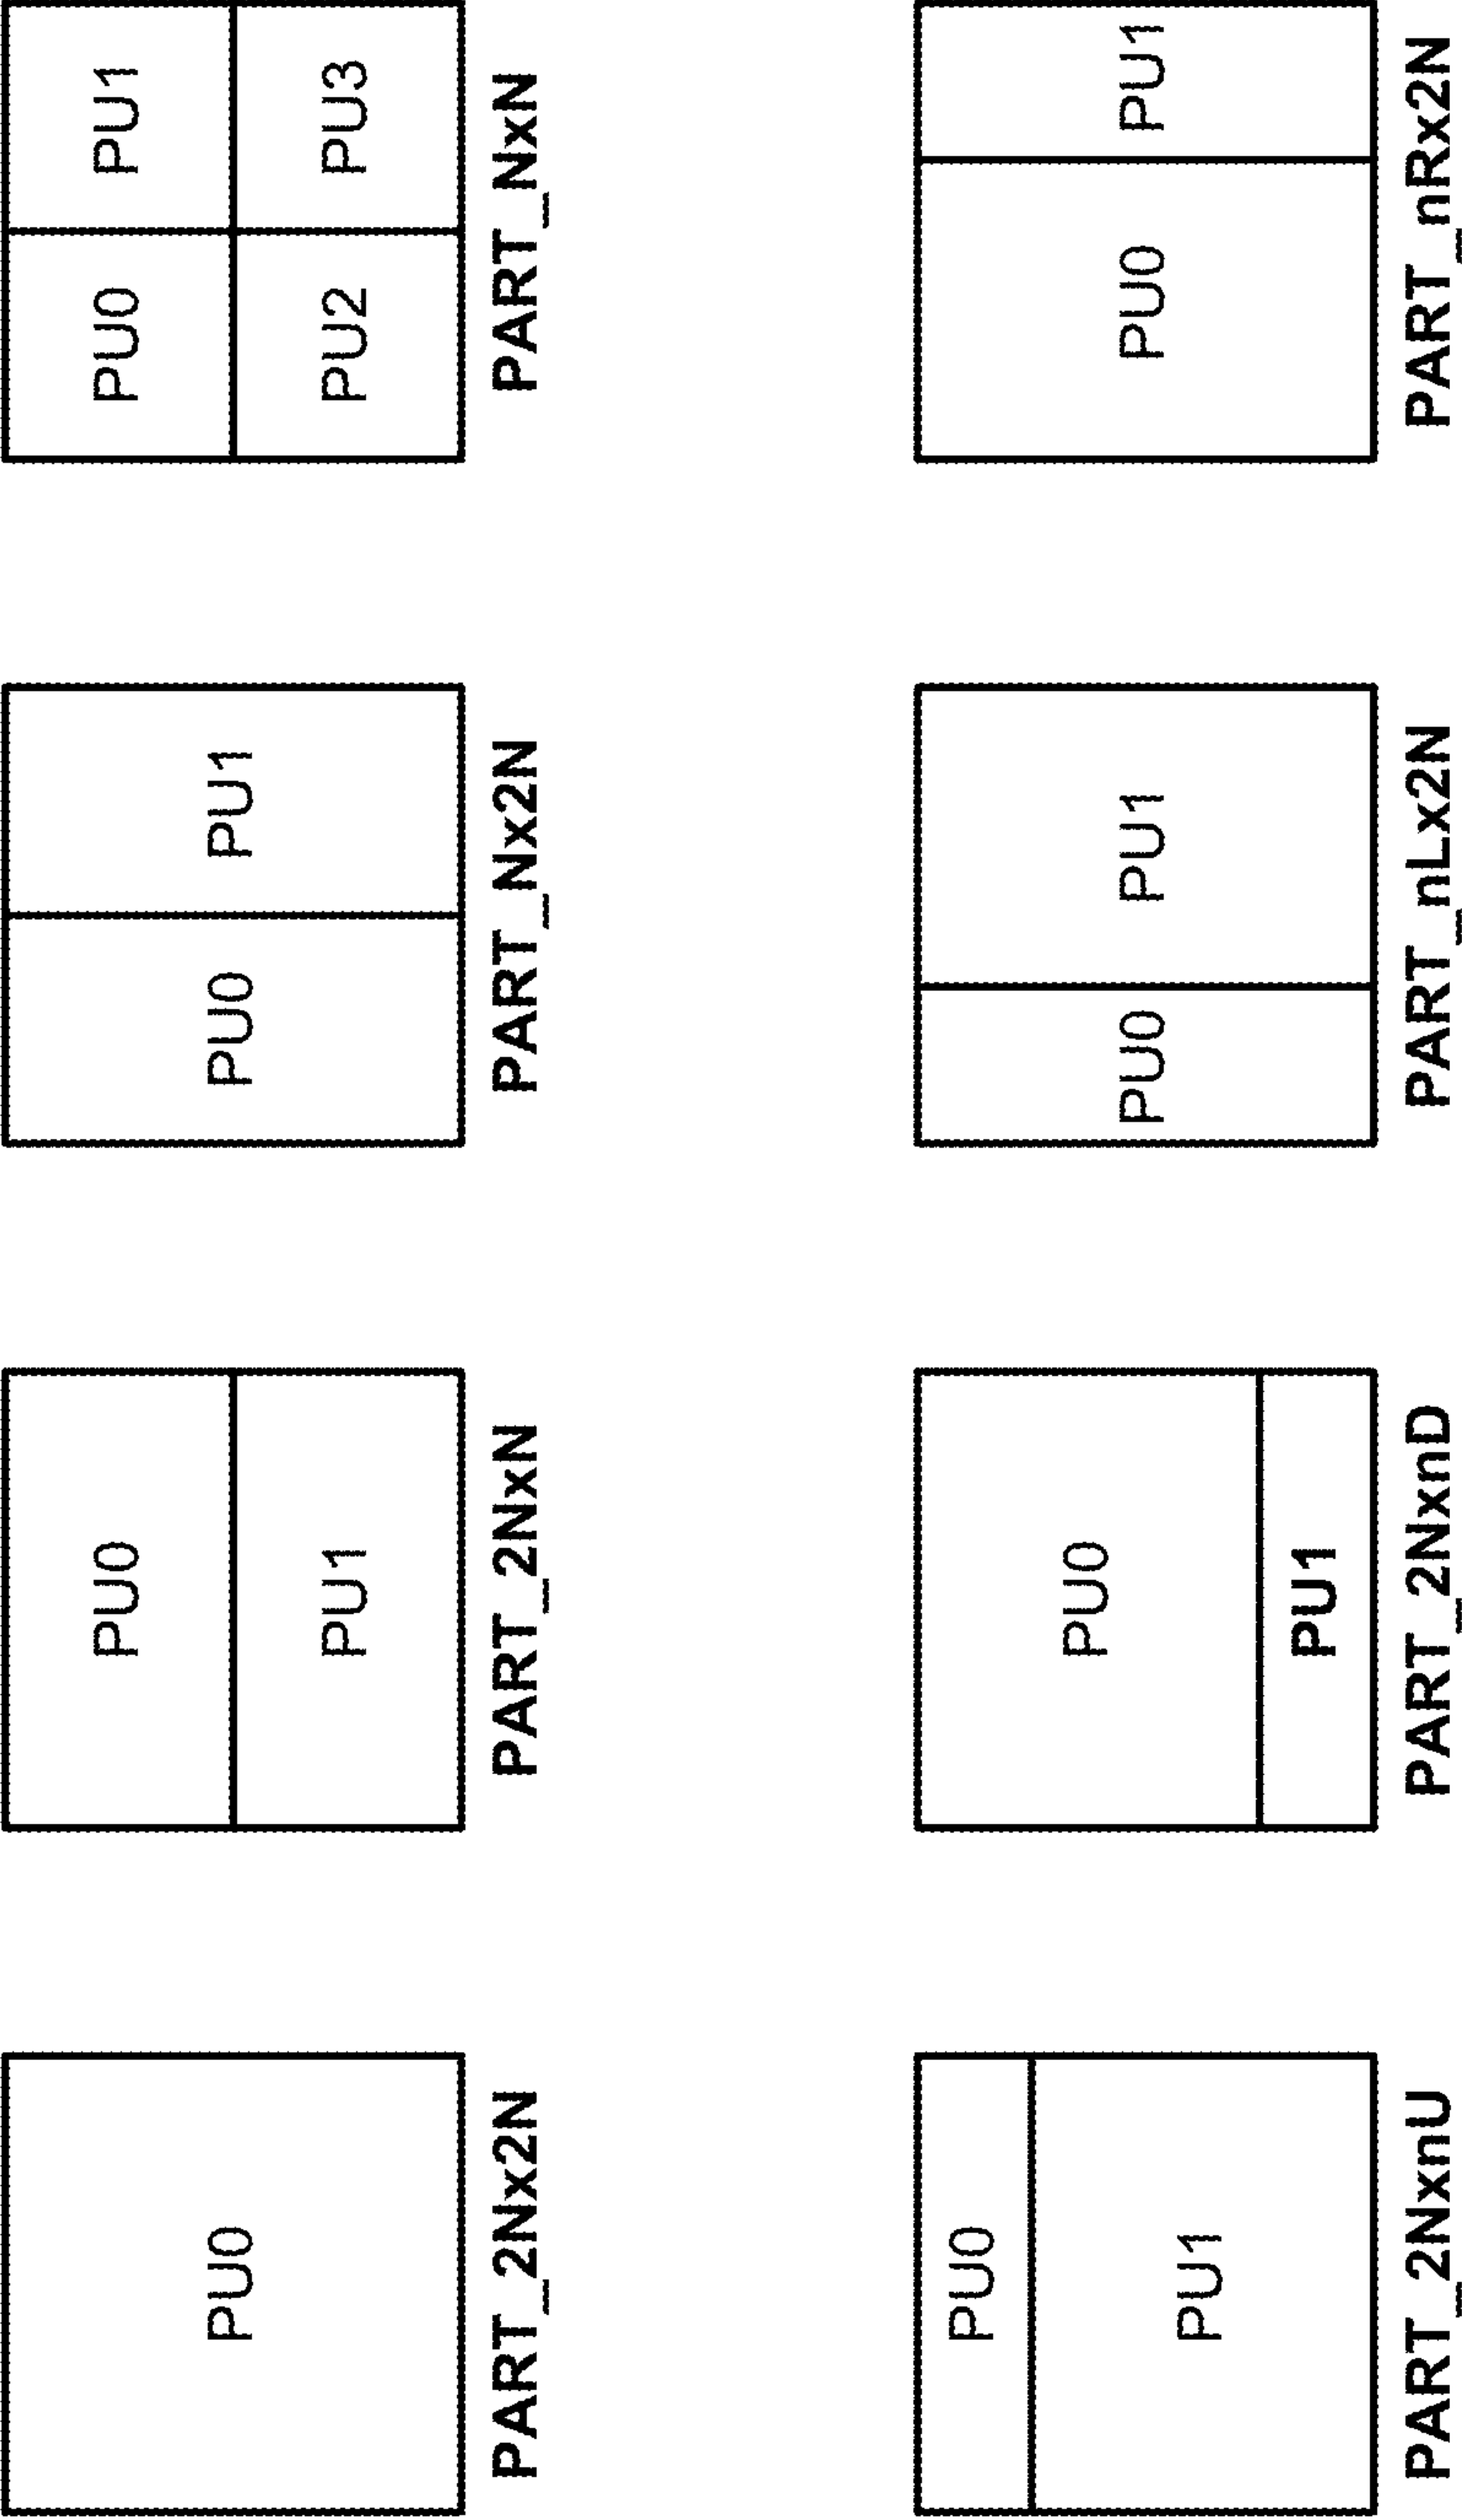 PU0
PART_2Nx2N
PU0
PU1
PART_2NxN
PU0 PU1
PART_Nx2N
PU0 PU1
PU2 PU3
PART_NxN
PU0
PU1
PART_2NxnU
PU0
PU1
PART_2NxnD
PU0 PU1
PART_nLx2N
PU0 PU1
PART_nRx2N